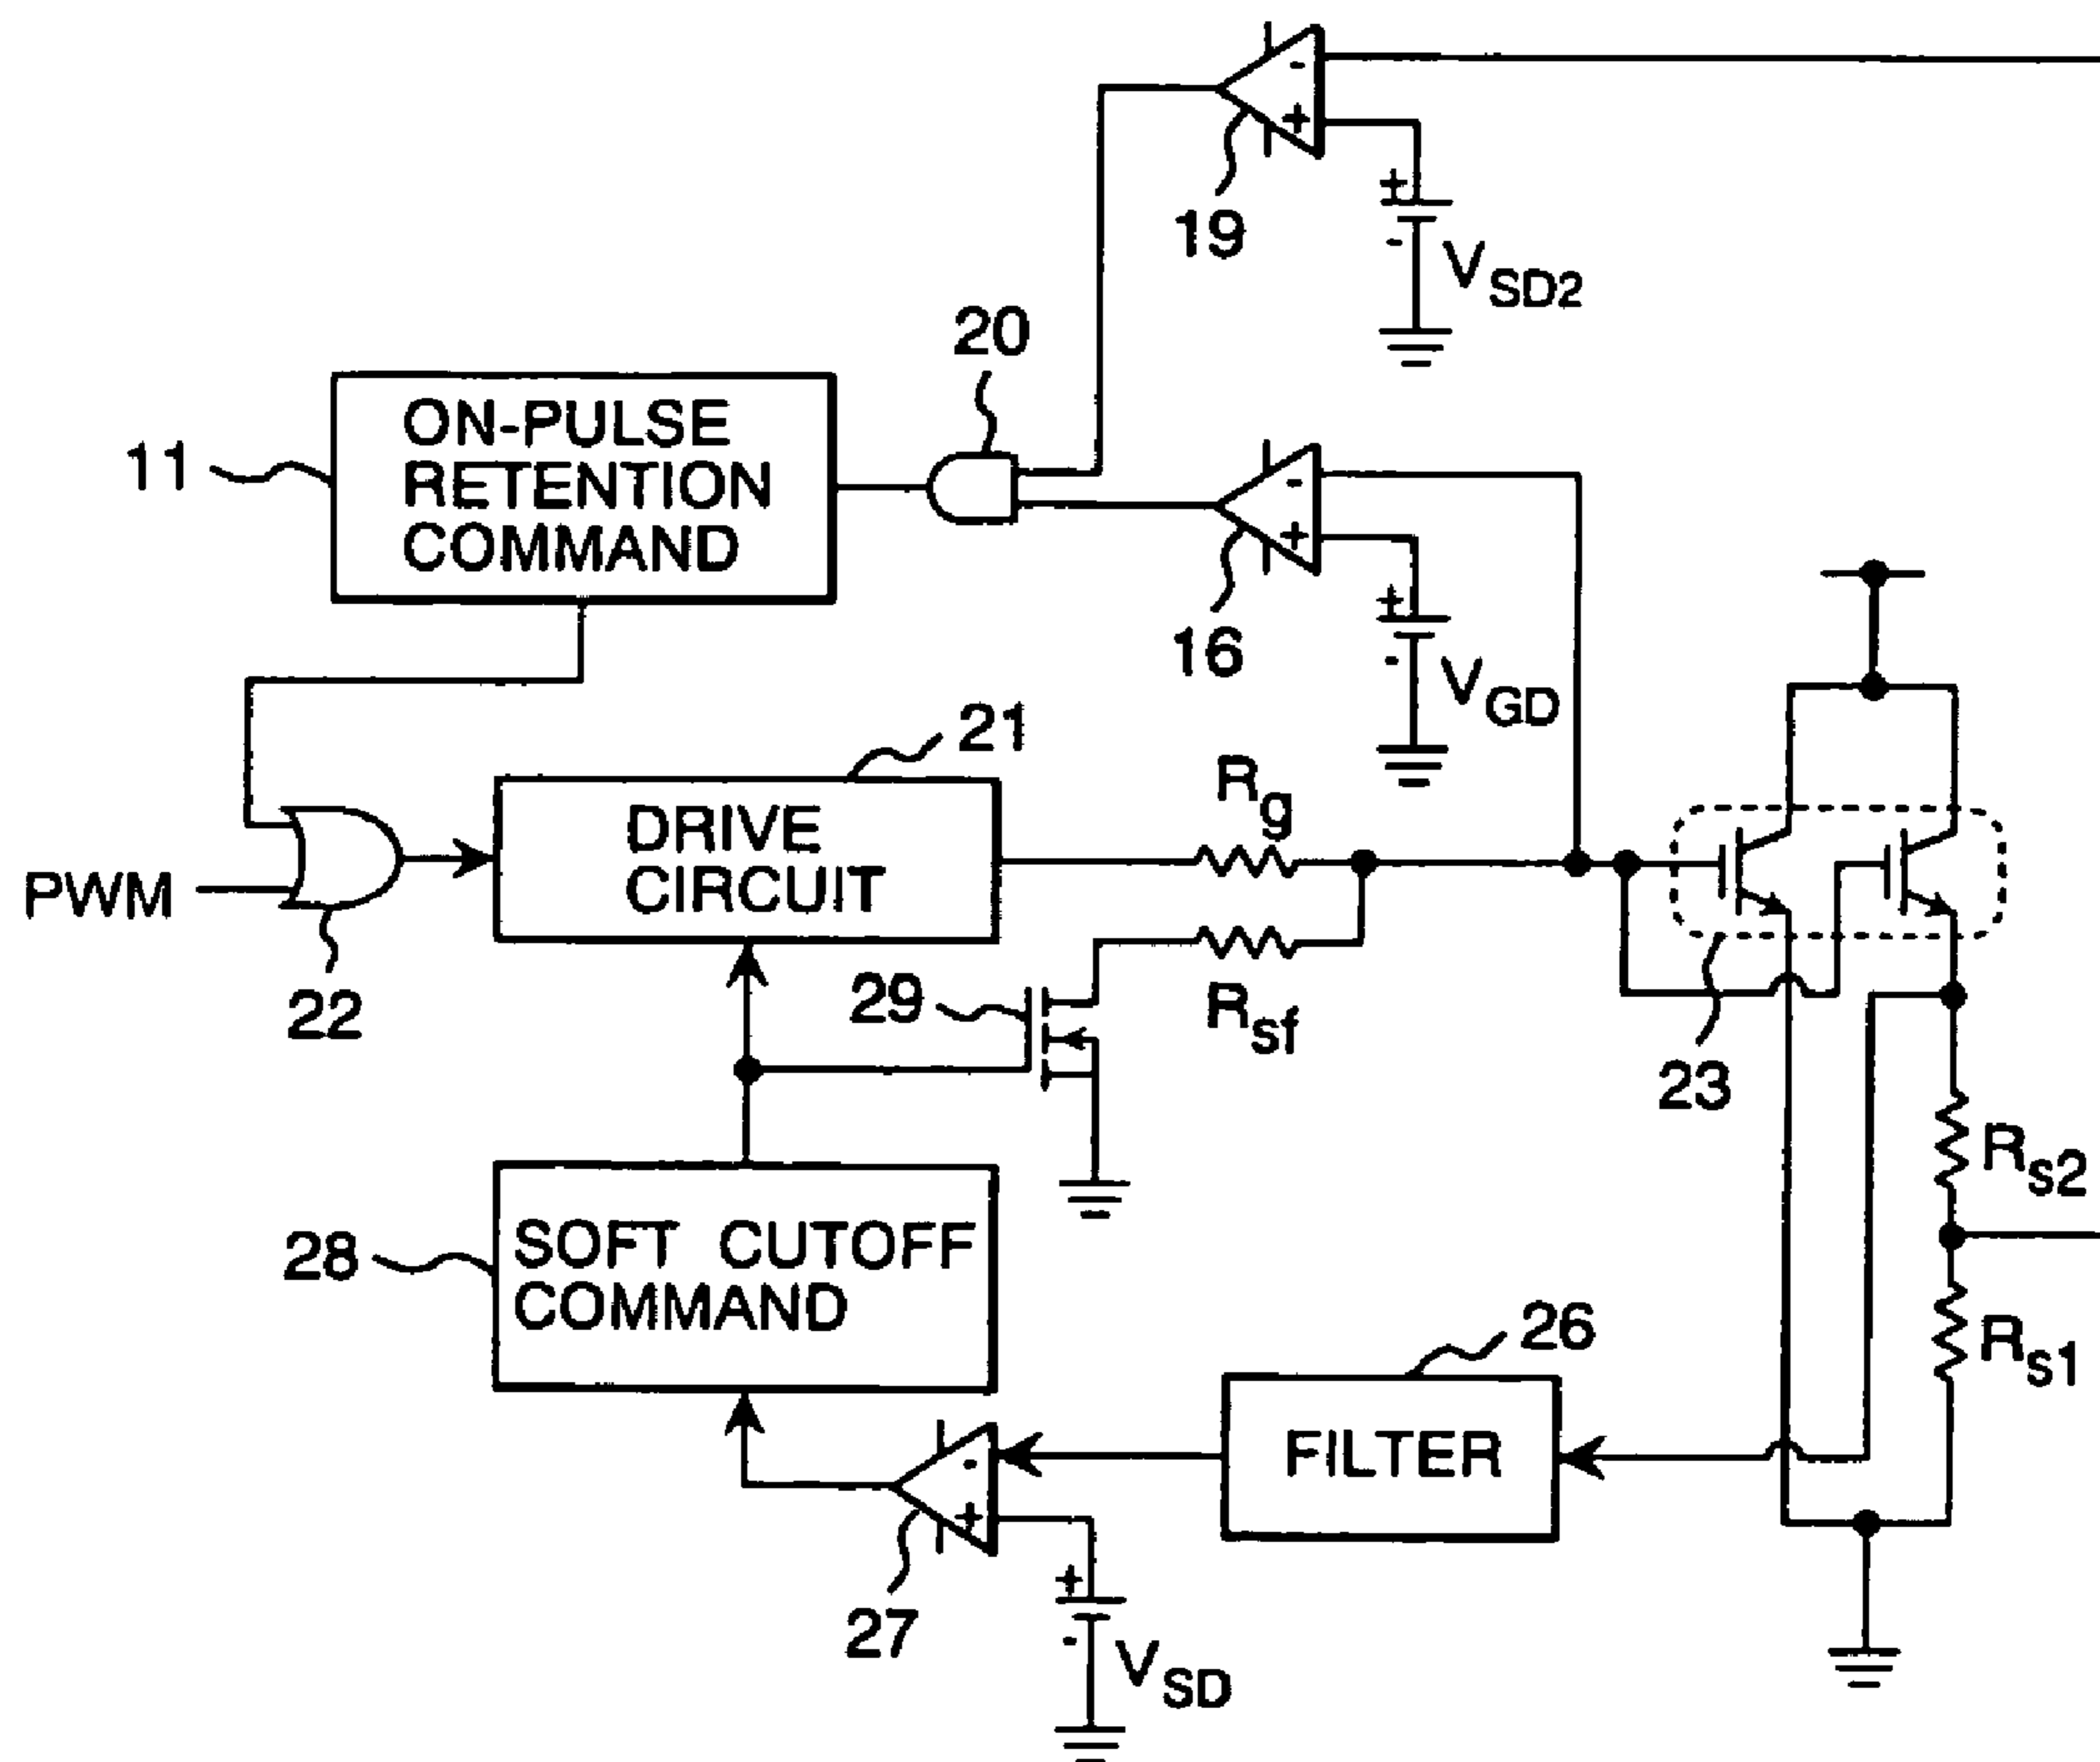 -
+
19
+
-
VSD2
20
ON-PULSE
RETENTION
COMMAND
11
-
+
16
+
-
VGD
21
DRIVE
CIRCUIT
Rg
PWM
22
29
Rsf
23
Rs2
28
SOFT CUTOFF
COMMAND
26
FILTER
Rs1
-
+
27
+
-
VSD